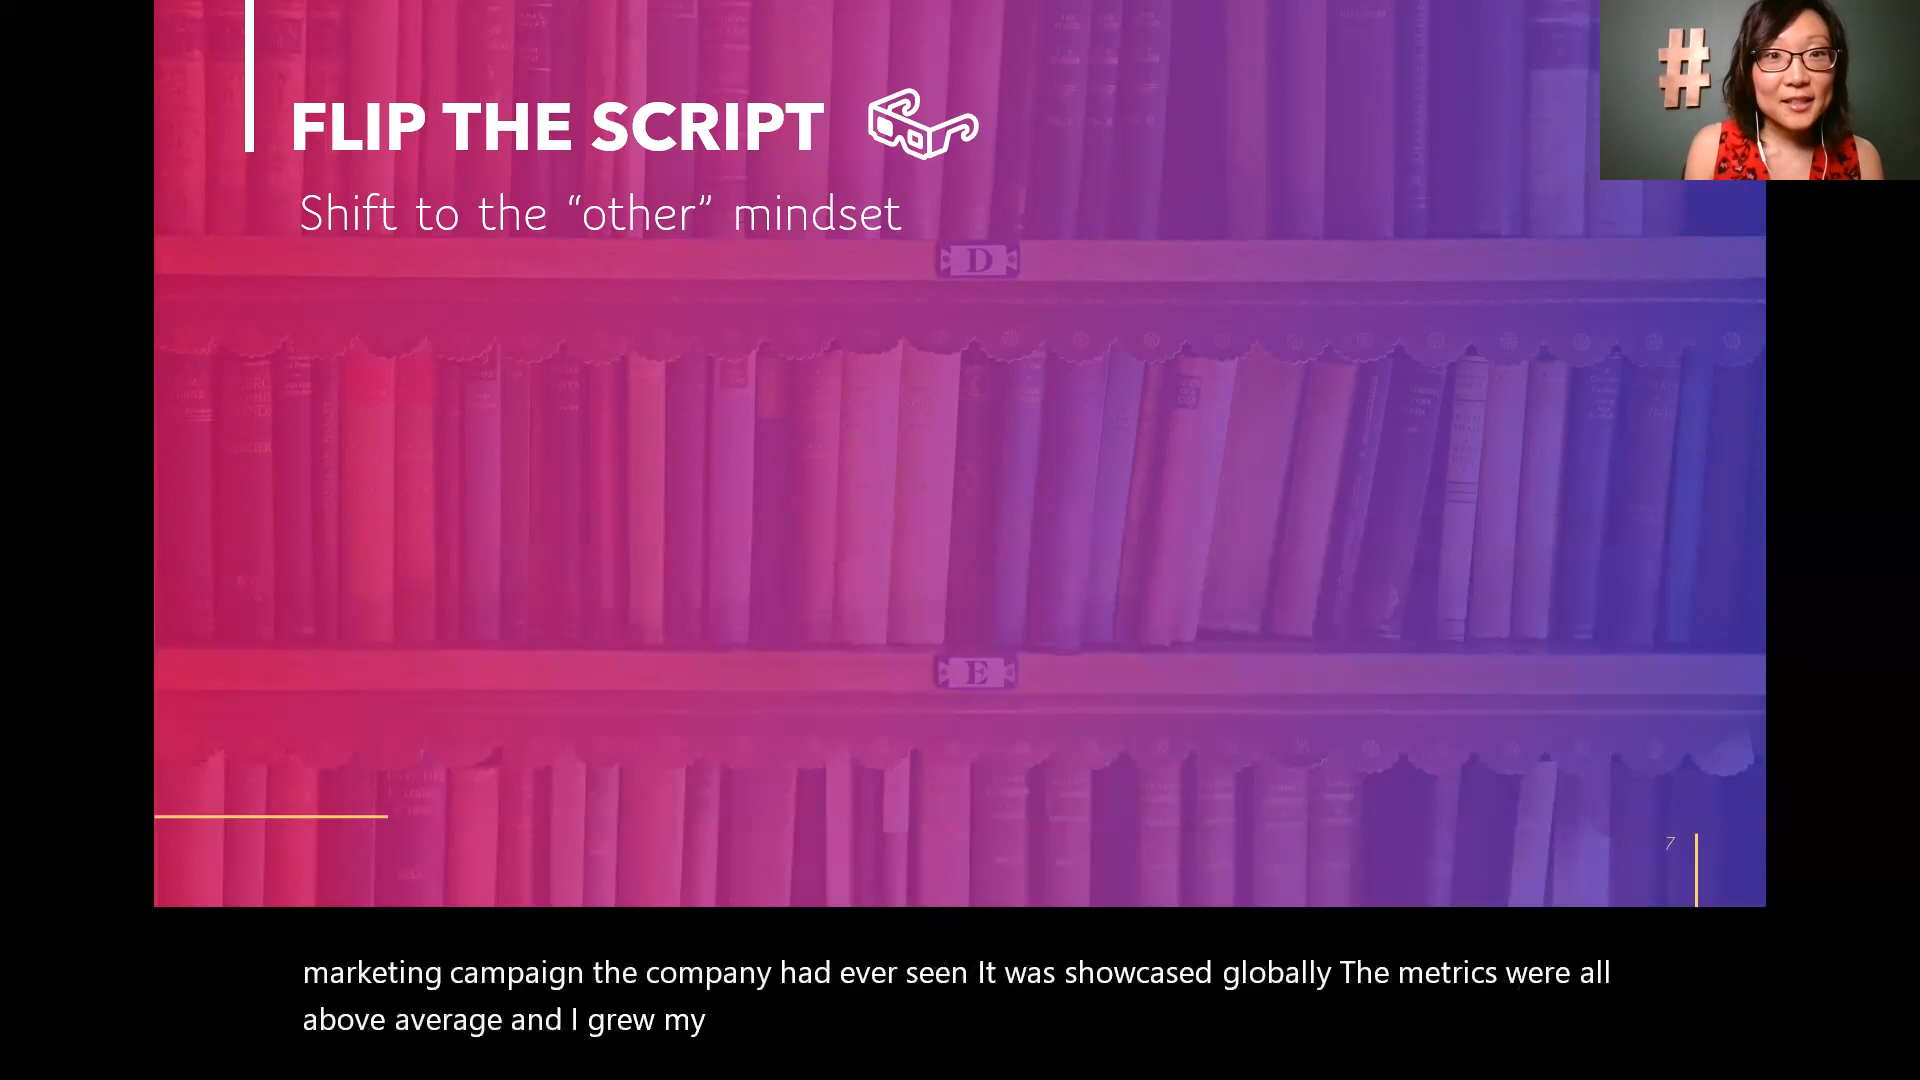 FLIP THE SCRIPT
#
Shift to the “other” mindset
D
E
7
marketing campaign the company had ever seen It was showcased globally The metrics were all
above average and I grew my